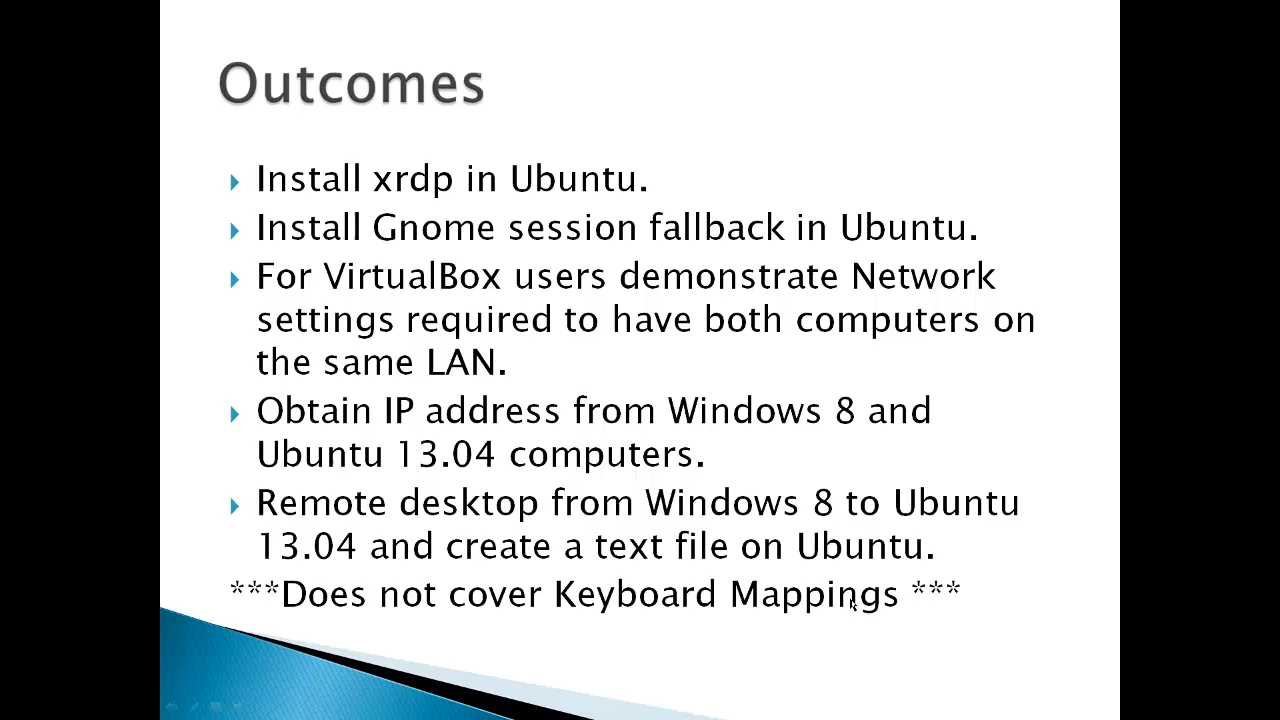 Outcomes
Install xrdp in Ubuntu.
Install Gnome session fallback in Ubuntu.
For VirtualBox users demonstrate Network
settings required to have both computers on
the same LAN.
Obtain IP address from Windows 8 and
Ubuntu 13.04 computers.
Remote desktop from Windows 8 to Ubuntu
13.04 and create a text file on Ubuntu.
***Does not cover Keyboard Mappings ***